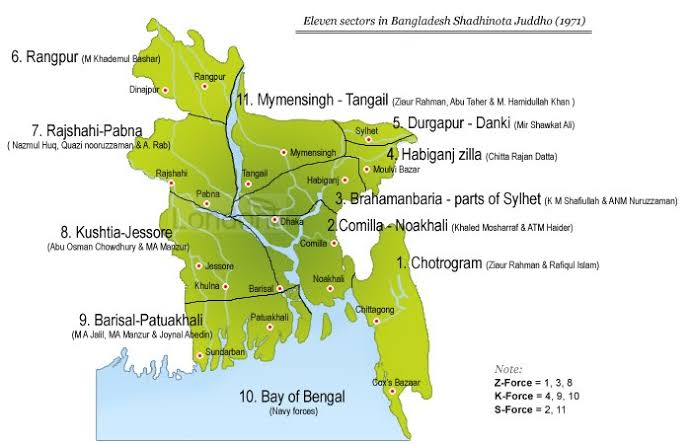 Eleven sectors in Bangladesh Shadhinota Juddho (1971)
6. Rangpur (M Khademul Bashar)
Rangpur
Dinajpur
11. Mymensingh - Tangail (Ziaur Rahman, Abu Taher & M. Hamidullah Khan )
5. Durgapur - Danki (Mir Shawkat Ali)
7. Rajshahi-Pabna
( Nazmul Huq, Quazi nooruzzaman & A. Rab)
Sylhet
Mymensingh
4. Habiganj zilla (Chitta Rajan Datta)
Moulvi Bazar
Rajshahi
Tangail
Habiganj
Pabna
3. Brahamanbaria - parts of Sylhet (K M Shafiullah & ANM Nuruzzaman)
London
Dhaka
2.Comilla - Noakhali (Khaled Mosharraf & ATM Haider)
8. Kushtia-Jessore
(Abu Osman Chowdhury & MA Manzur)
Comilla
1. Chotrogram (Ziaur Rahman & Rafiqul Islam)
Jessore
Khulna
Barisal
Noakhali
Chittagong
9. Barisal-Patuakhali
(M A Jalil, MA Manzur & Joynal Abedin)
Patuakhali
Sundarban
Cox's Bazaar
10. Bay of Bengal
(Navy forces)
Note:
Z-Force = 1, 3, 8
K-Force = 4, 9, 10
S-Force = 2, 11